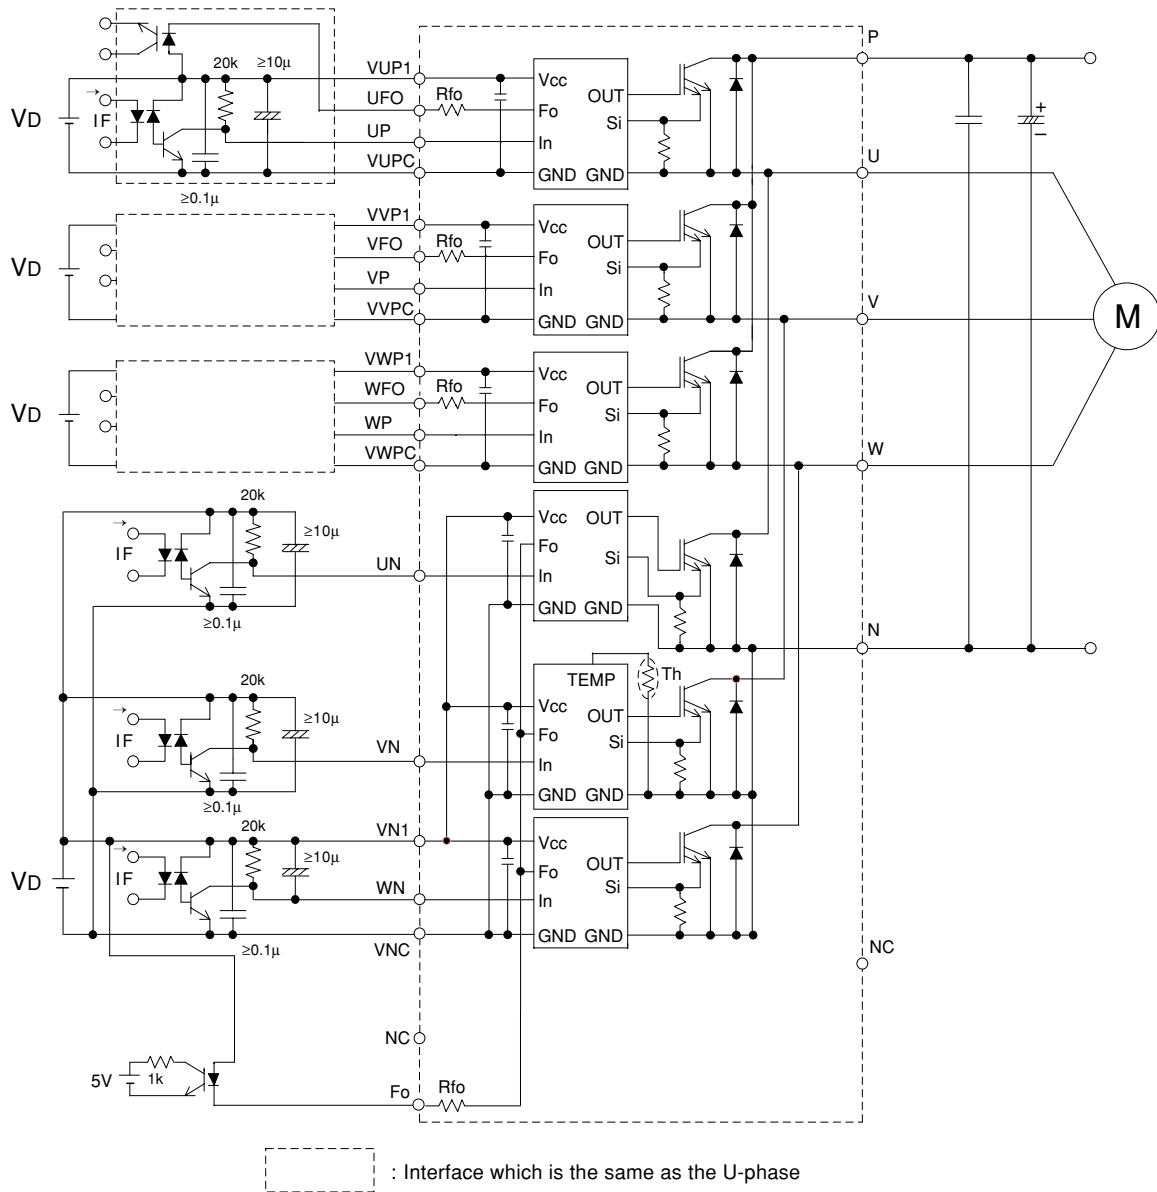 P
20k ≥10μ VUP1
VD IF UFO Rfo Vcc OUT + −
UP Fo Si
VUPC In U
GND GND
≥0.1μ
VVP1 Vcc
VD VFO Rfo Fo OUT
VP In Si V
VVPC GND GND M
VWP1 Vcc
VD WFO Rfo Fo OUT
WP In Si
VWPC GND GND W
20k Vcc OUT
IF ≥10μ Fo Si
UN In
≥0.1μ GND GND N
TEMP Th
20k Vcc OUT
IF ≥10μ Fo Si
VN In
≥0.1μ GND GND
20k VN1 Vcc
VD IF ≥10μ Fo OUT
WN In Si
≥0.1μ VNC GND GND NC
NC
5V 1k Fo Rfo
: Interface which is the same as the U-phase